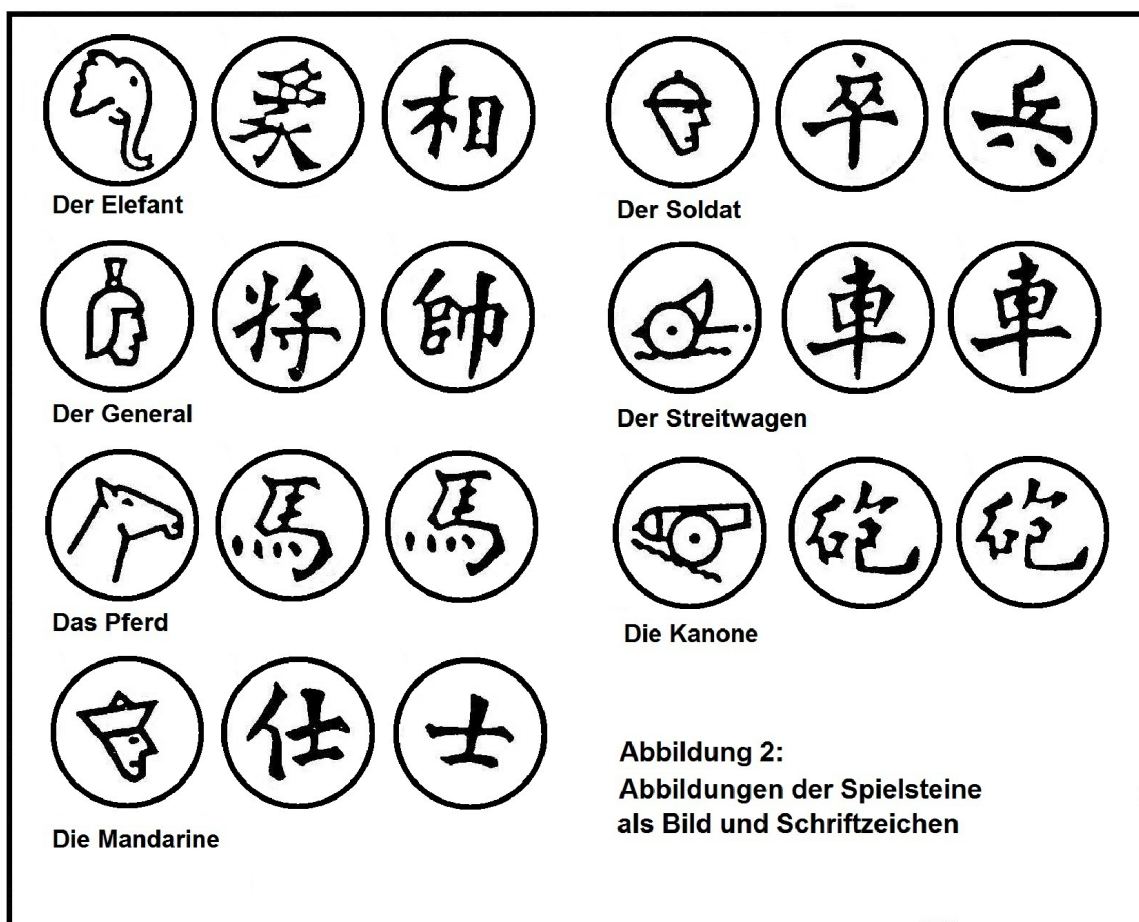 象 相
Der Elefant
將 帥
Der General
馬 馬
Das Pferd
仕 士
Die Mandarine
卒 兵
Der Soldat
車 車
Der Streitwagen
砲 砲
Die Kanone
Abbildung 2:
Abbildungen der Spielsteine
als Bild und Schriftzeichen